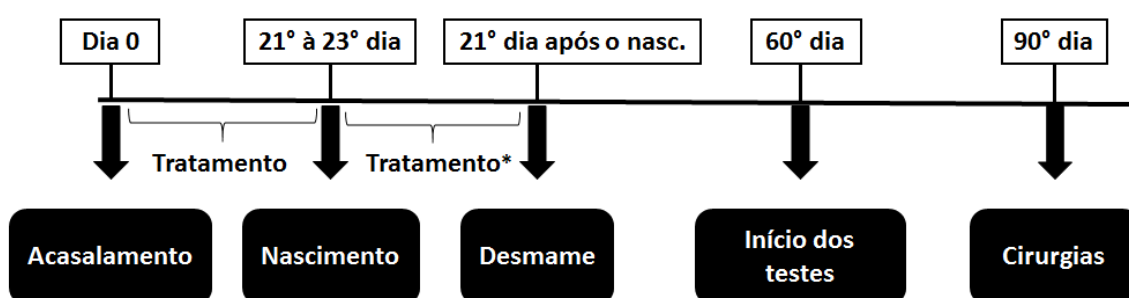 Dia 0
21° à 23° dia
21° dia após o nasc.
60° dia
90° dia
Tratamento
Tratamento*
Acasalamento
Nascimento
Desmame
Início dos
testes
Cirurgias